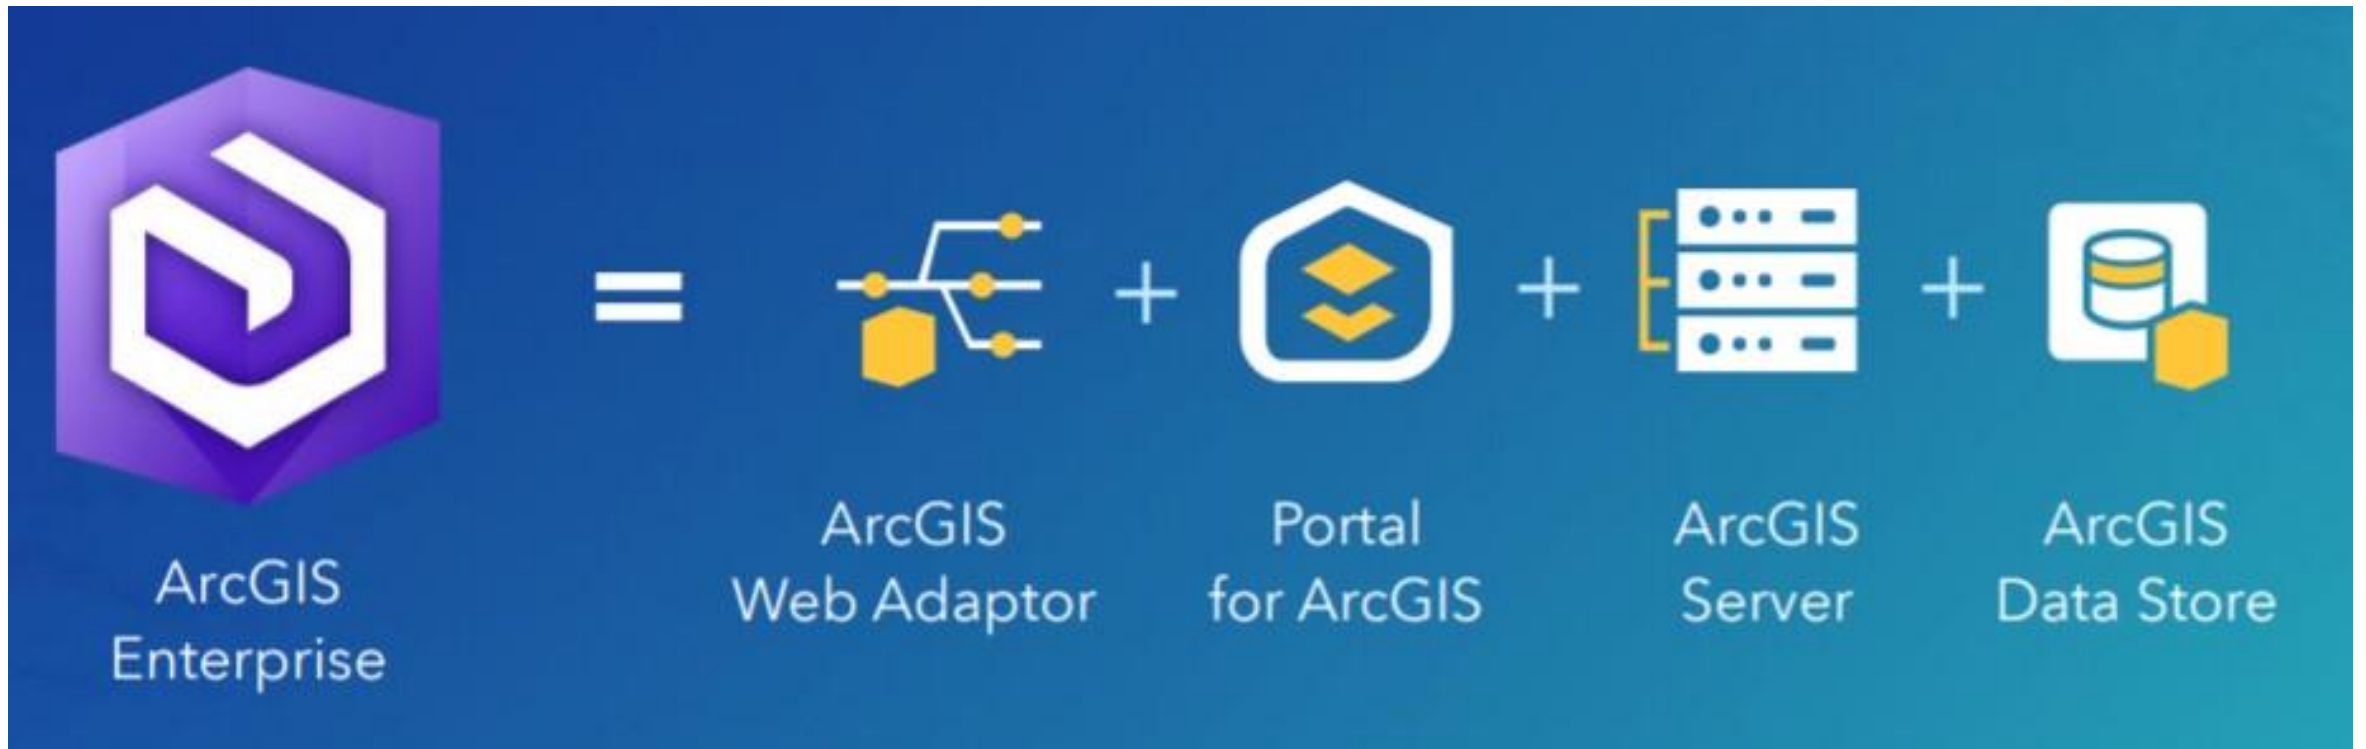 ArcGIS
Enterprise
=
ArcGIS
Web Adaptor
+
Portal
for ArcGIS
+
ArcGIS
Server
+
ArcGIS
Data Store